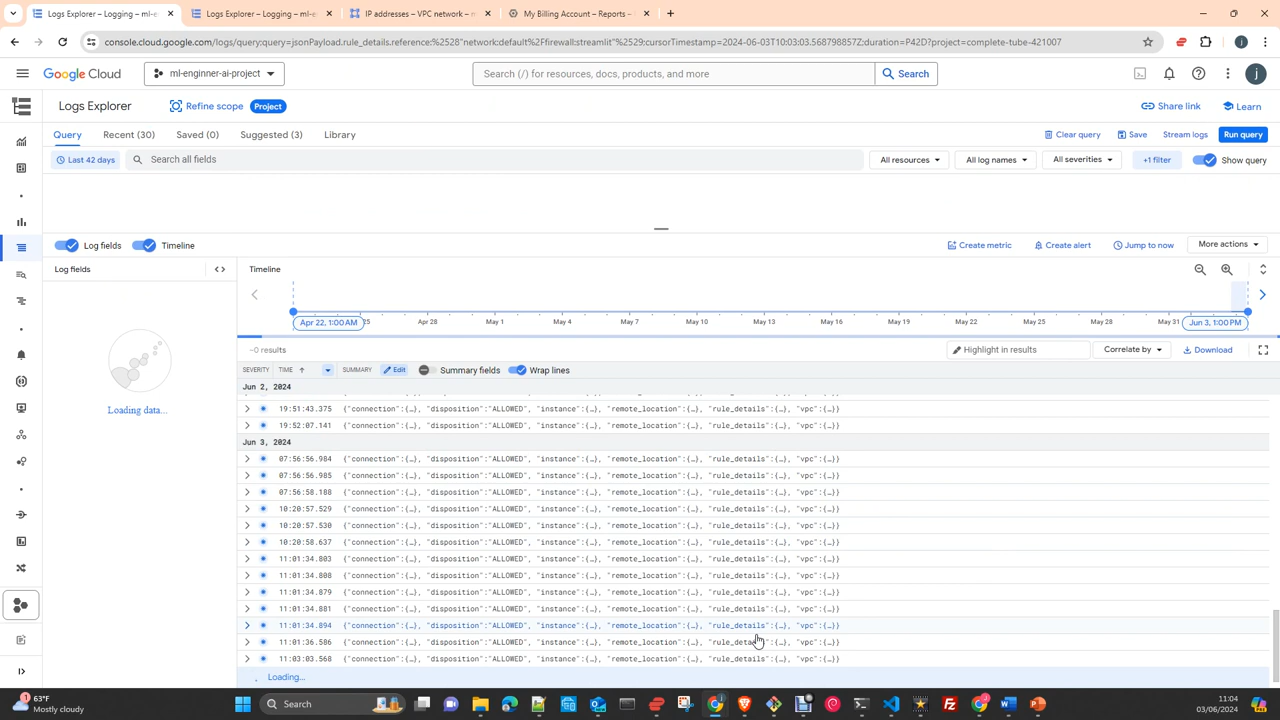 Logs Explorer – Logging – ml-e
Logs Explorer – Logging – ml-e
IP addresses – VPC network – m
My Billing Account – Reports –
console.cloud.google.com/logs/query;query=jsonPayload.rule_details.reference:%2528"network:default%2Ffirewall:streamlit"%2529;cursorTimestamp=2024-06-03T10:03:03.568798857Z;duration=P42D?project=complete-tube-421007
Google Cloud
ml-enginner-ai-project
Search (/) for resources, docs, products, and more
Search
j
Logs Explorer
Refine scope
Project
Share link
Learn
Query
Recent (30)
Saved (0)
Suggested (3)
Library
Clear query
Save
Stream logs
Run query
Last 42 days
Search all fields
All resources
All log names
All severities
+1 filter
Show query
Log fields
Timeline
Create metric
Create alert
Jump to now
More actions
Log fields
Timeline
Apr 22, 1:00 AM
25
Apr 28
May 1
May 4
May 7
May 10
May 13
May 16
May 19
May 22
May 25
May 28
May 31
Jun 3, 1:00 PM
~0 results
Highlight in results
Correlate by
Download
SEVERITY
TIME
SUMMARY
Edit
Summary fields
Wrap lines
Loading data...
Jun 2, 2024
19:51:43.375 {"connection":{…}, "disposition":"ALLOWED", "instance":{…}, "remote_location":{…}, "rule_details":{…}, "vpc":{…}}
19:52:07.141 {"connection":{…}, "disposition":"ALLOWED", "instance":{…}, "remote_location":{…}, "rule_details":{…}, "vpc":{…}}
Jun 3, 2024
07:56:56.984 {"connection":{…}, "disposition":"ALLOWED", "instance":{…}, "remote_location":{…}, "rule_details":{…}, "vpc":{…}}
07:56:56.985 {"connection":{…}, "disposition":"ALLOWED", "instance":{…}, "remote_location":{…}, "rule_details":{…}, "vpc":{…}}
07:56:58.188 {"connection":{…}, "disposition":"ALLOWED", "instance":{…}, "remote_location":{…}, "rule_details":{…}, "vpc":{…}}
10:20:57.529 {"connection":{…}, "disposition":"ALLOWED", "instance":{…}, "remote_location":{…}, "rule_details":{…}, "vpc":{…}}
10:20:57.530 {"connection":{…}, "disposition":"ALLOWED", "instance":{…}, "remote_location":{…}, "rule_details":{…}, "vpc":{…}}
10:20:58.637 {"connection":{…}, "disposition":"ALLOWED", "instance":{…}, "remote_location":{…}, "rule_details":{…}, "vpc":{…}}
11:01:34.803 {"connection":{…}, "disposition":"ALLOWED", "instance":{…}, "remote_location":{…}, "rule_details":{…}, "vpc":{…}}
11:01:34.808 {"connection":{…}, "disposition":"ALLOWED", "instance":{…}, "remote_location":{…}, "rule_details":{…}, "vpc":{…}}
11:01:34.879 {"connection":{…}, "disposition":"ALLOWED", "instance":{…}, "remote_location":{…}, "rule_details":{…}, "vpc":{…}}
11:01:34.881 {"connection":{…}, "disposition":"ALLOWED", "instance":{…}, "remote_location":{…}, "rule_details":{…}, "vpc":{…}}
11:01:34.894 {"connection":{…}, "disposition":"ALLOWED", "instance":{…}, "remote_location":{…}, "rule_details":{…}, "vpc":{…}}
11:01:36.586 {"connection":{…}, "disposition":"ALLOWED", "instance":{…}, "remote_location":{…}, "rule_details":{…}, "vpc":{…}}
11:03:03.568 {"connection":{…}, "disposition":"ALLOWED", "instance":{…}, "remote_location":{…}, "rule_details":{…}, "vpc":{…}}
Loading...
63°F
Mostly cloudy
Search
11:04
03/06/2024